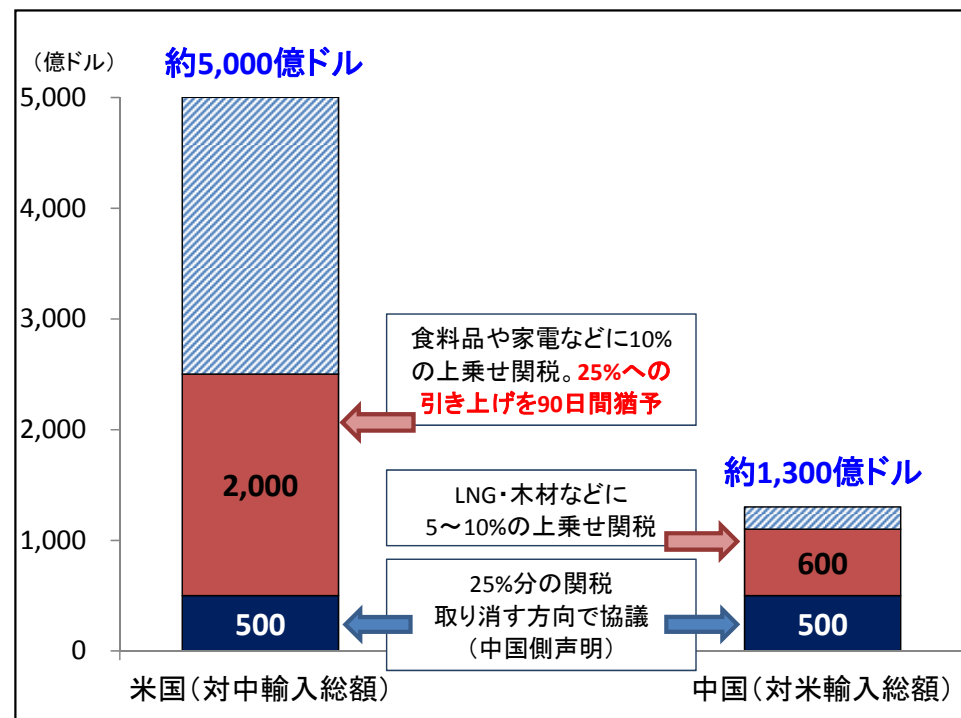 （億ドル）
約5,000億ドル
5,000
4,000
3,000
2,000
1,000
0
2,000
500
食料品や家電などに10%
の上乗せ関税。25%への
引き上げを90日間猶予
LNG・木材などに
5～10%の上乗せ関税
25%分の関税
取り消す方向で協議
（中国側声明）
約1,300億ドル
600
500
米国（対中輸入総額）
中国（対米輸入総額）